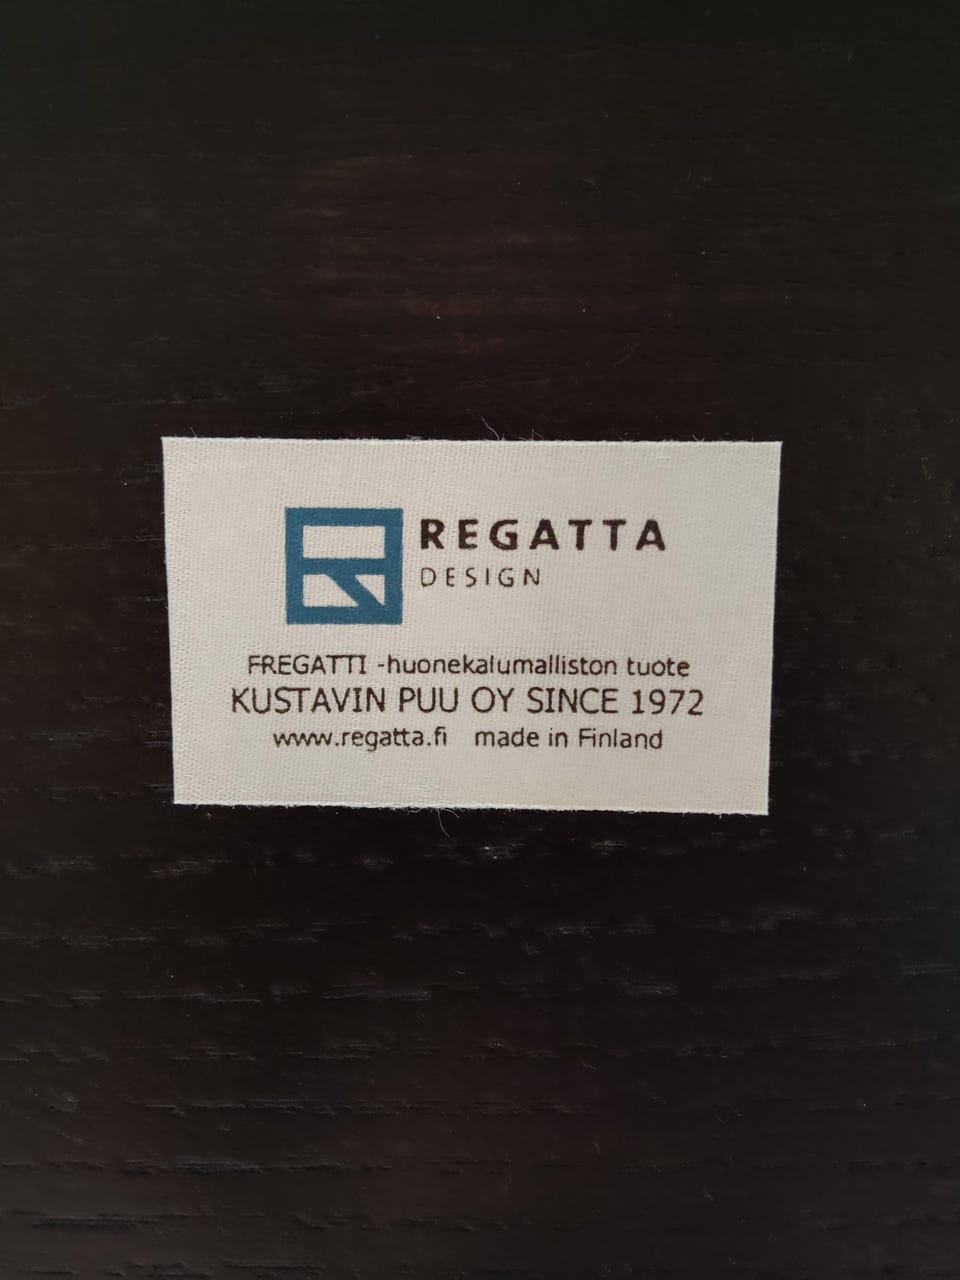 REGATTA
DESIGN
FREGATTI -huonekalumalliston tuote
KUSTAVIN PUU OY SINCE 1972
www.regatta.fi made in Finland